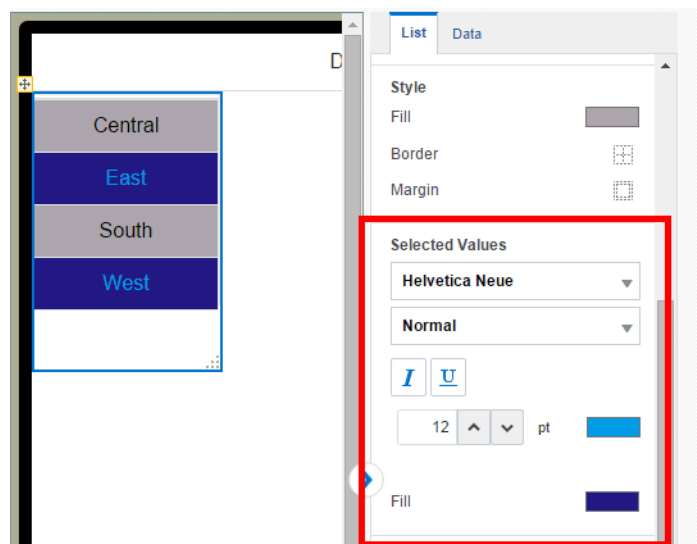 List Data
D
Style
Fill
Border
Margin
Central
East
South
West
Selected Values
Helvetica Neue
Normal
I U
12 pt
Fill